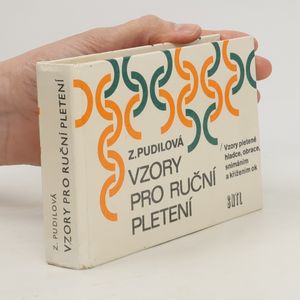 Z. PUDILOVÁ
VZORY PRO RUČNÍ PLETENÍ
Z. PUDILOVÁ
VZORY
PRO RUČNÍ
PLETENÍ
/ Vzory pletené
hladce, obrace,
snímáním
a křížením ok
SNTL